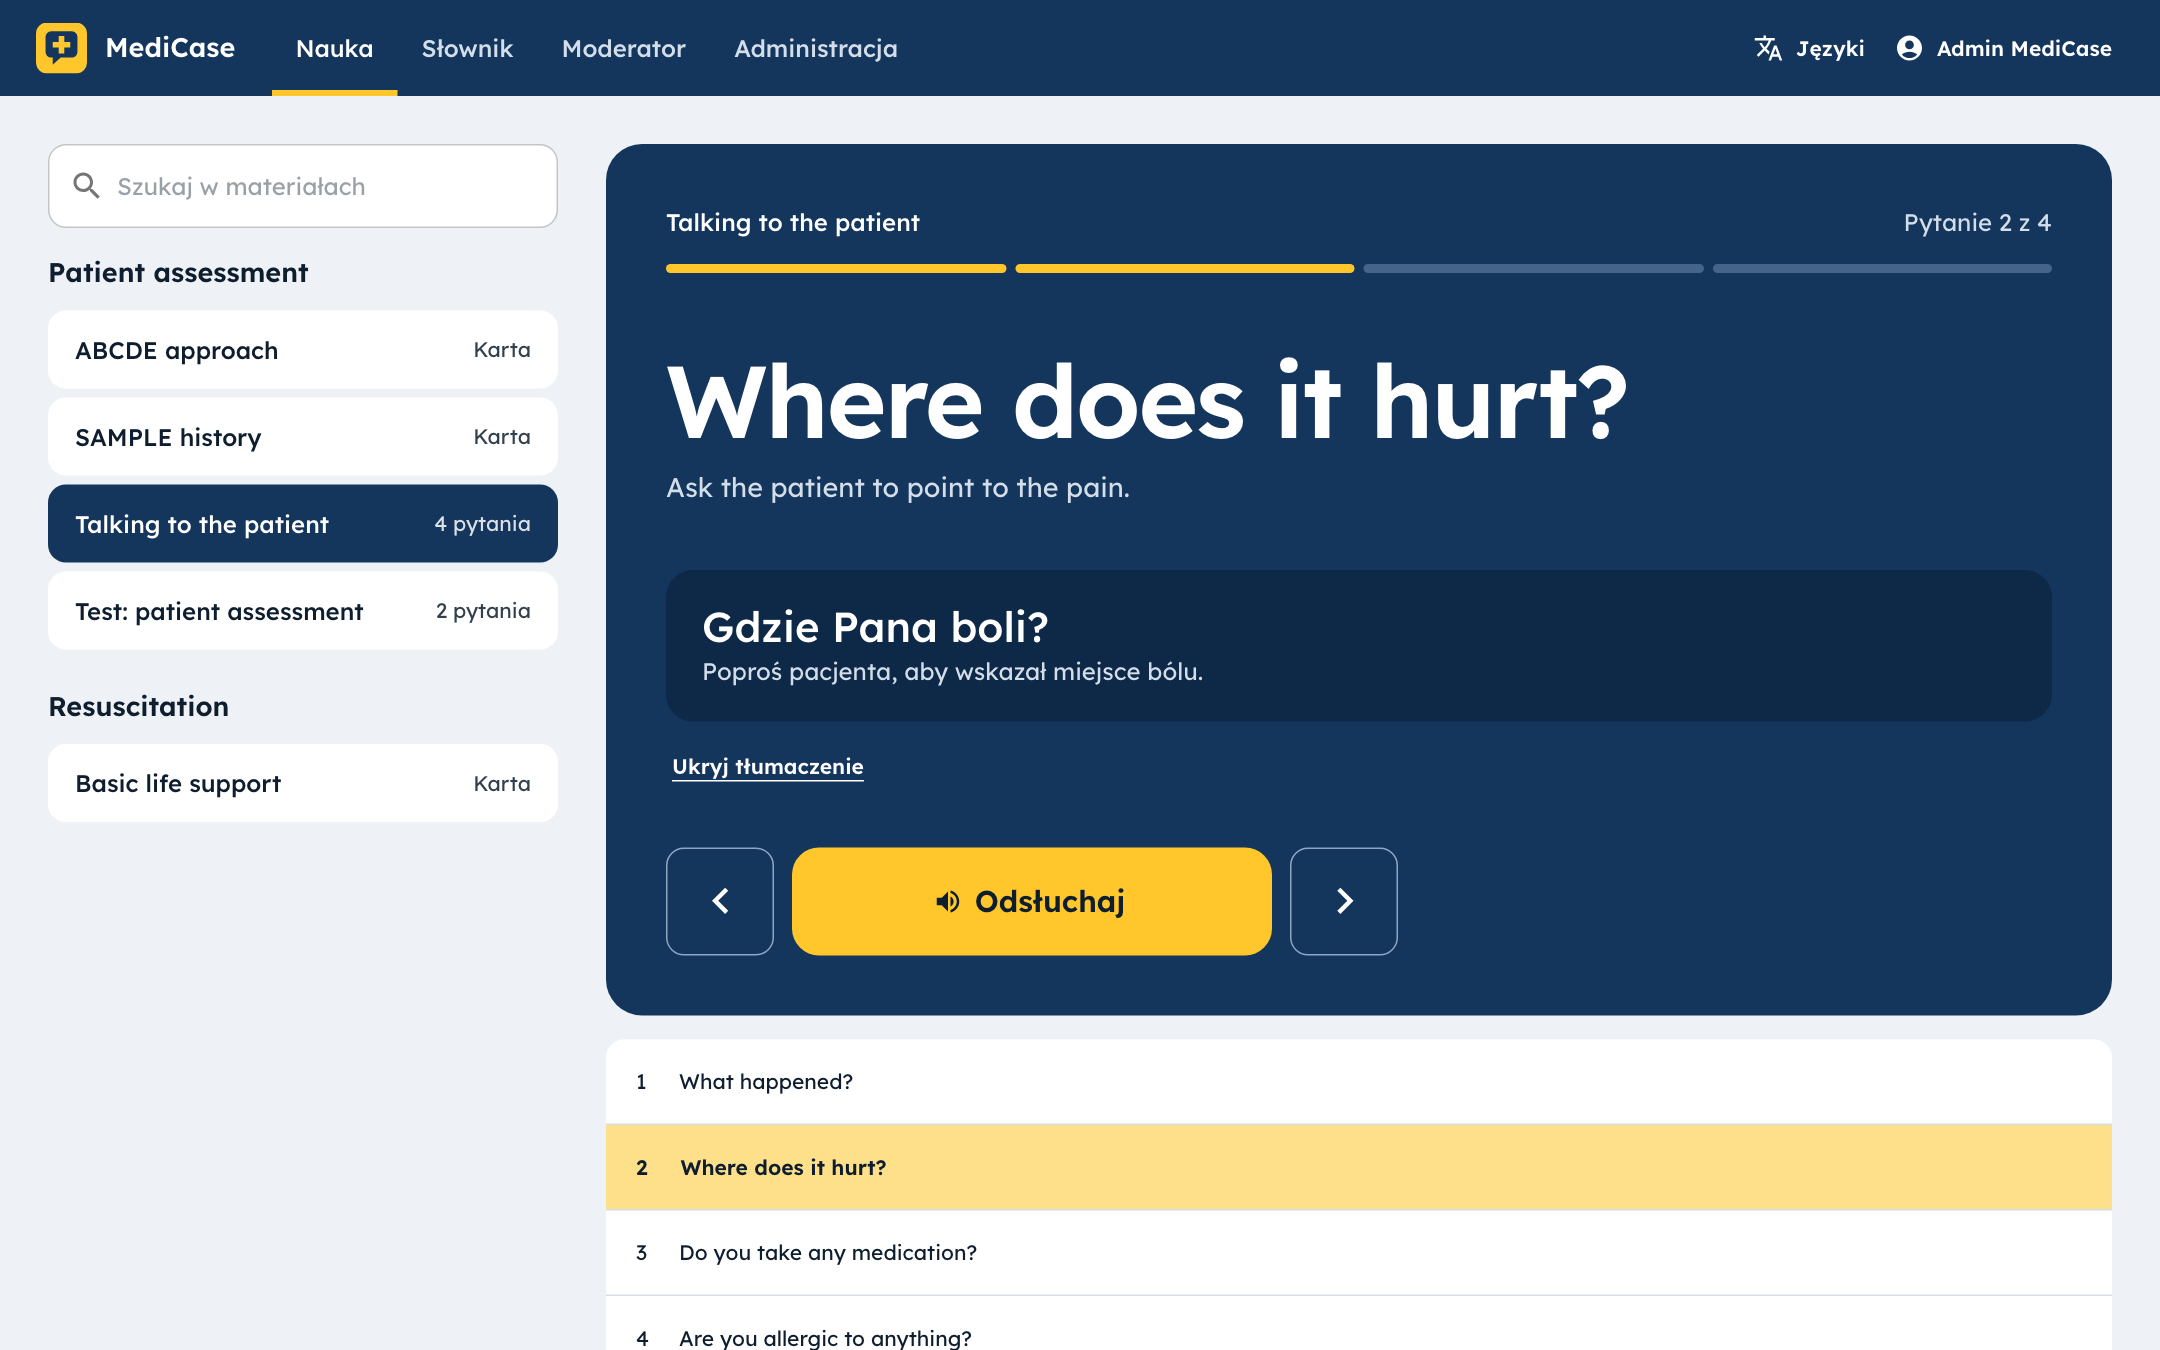 MediCase
Nauka
Słownik
Moderator
Administracja
Języki
Admin MediCase
Szukaj w materiałach
Patient assessment
ABCDE approach
Karta
SAMPLE history
Karta
Talking to the patient
4 pytania
Test: patient assessment
2 pytania
Resuscitation
Basic life support
Karta
Talking to the patient
Pytanie 2 z 4
Where does it hurt?
Ask the patient to point to the pain.
Gdzie Pana boli?
Poproś pacjenta, aby wskazał miejsce bólu.
Ukryj tłumaczenie
Odsłuchaj
1 What happened?
2 Where does it hurt?
3 Do you take any medication?
4 Are you allergic to anything?